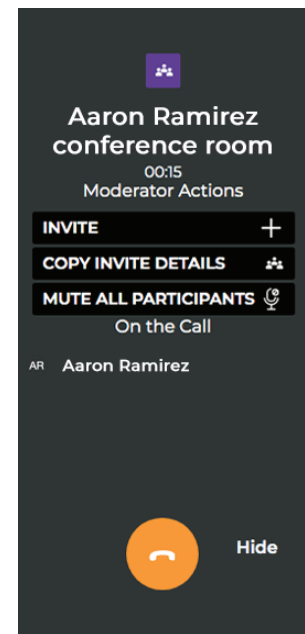 Aaron Ramirez
conference room
00:15
Moderator Actions
INVITE
COPY INVITE DETAILS
MUTE ALL PARTICIPANTS
On the Call
AR Aaron Ramirez
Hide